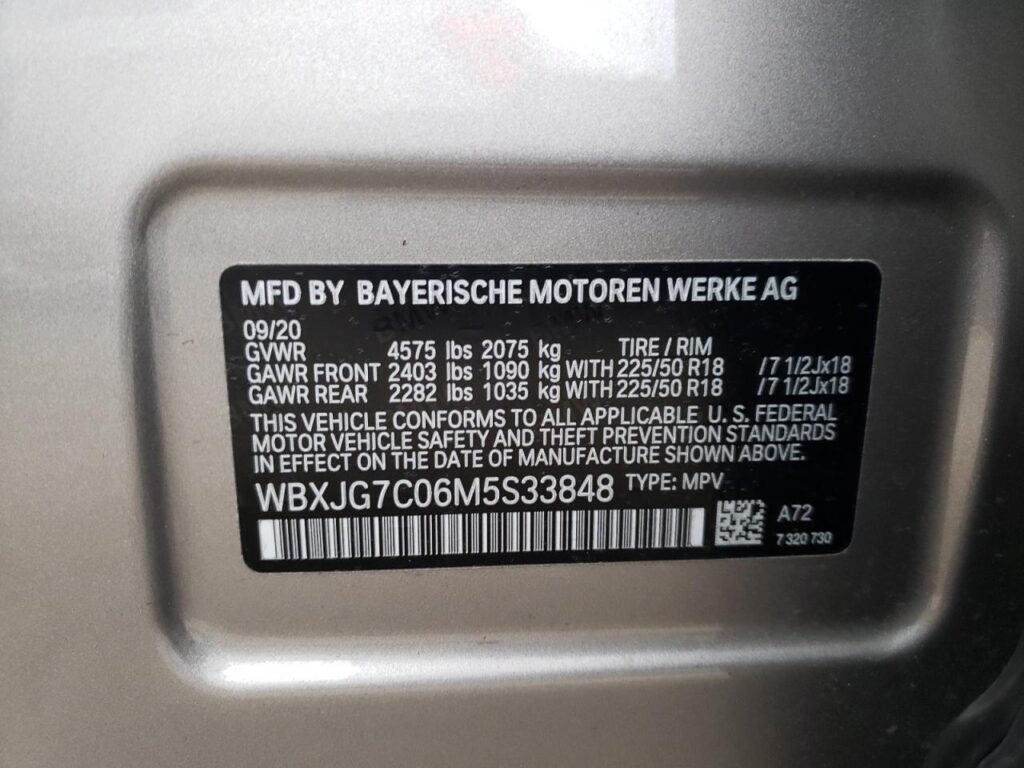 MFD BY BAYERISCHE MOTOREN WERKE AG
09/20
GVWR 4575 lbs 2075 kg TIRE / RIM
GAWR FRONT 2403 lbs 1090 kg WITH 225/50 R18 /7 1/2Jx18
GAWR REAR 2282 lbs 1035 kg WITH 225/50 R18 /7 1/2Jx18
THIS VEHICLE CONFORMS TO ALL APPLICABLE U. S. FEDERAL
MOTOR VEHICLE SAFETY AND THEFT PREVENTION STANDARDS
IN EFFECT ON THE DATE OF MANUFACTURE SHOWN ABOVE.
WBXJG7C06M5S33848 TYPE: MPV
A72
7 320 730